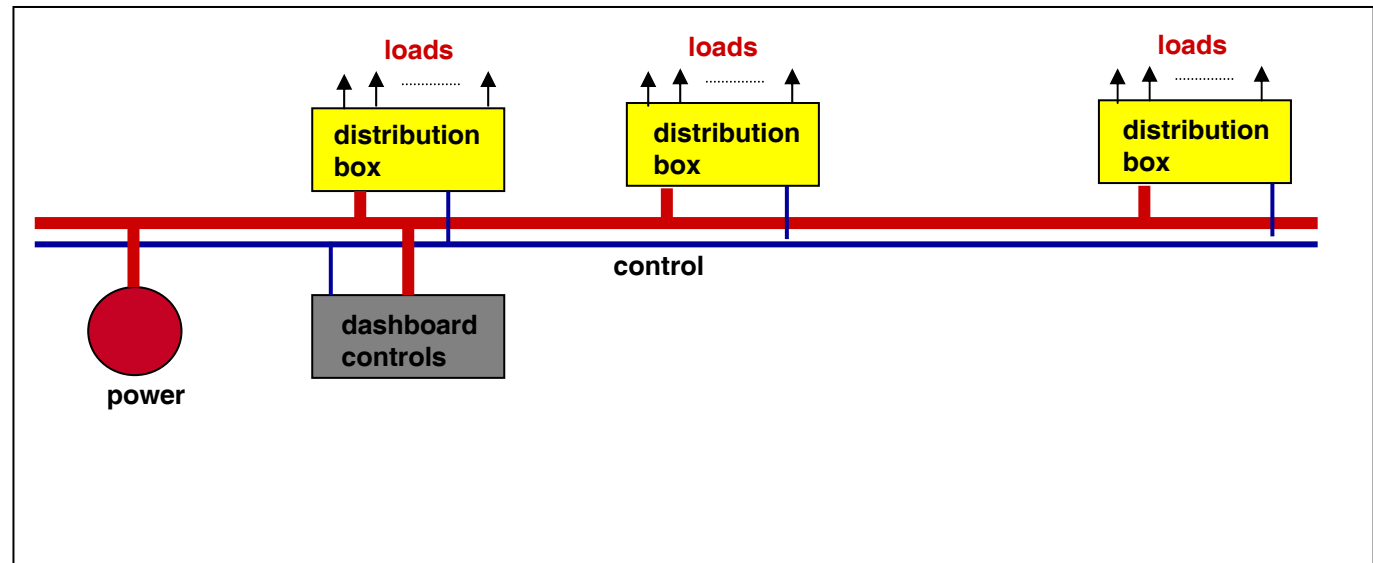 loads
loads
loads
distribution
box
distribution
box
distribution
box
control
dashboard
controls
power